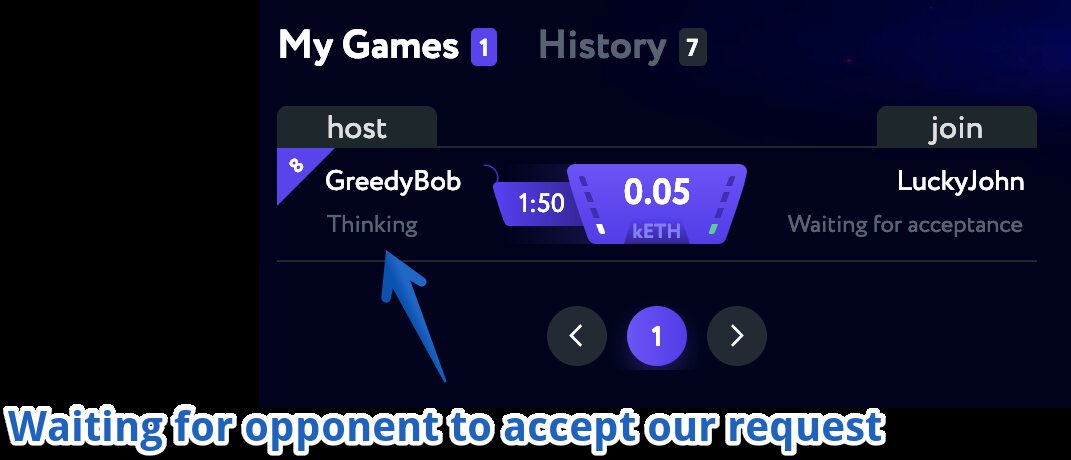 My Games 1 History 7
host join
8
GreedyBob 1:50 0.05 LuckyJohn
Thinking kETH Waiting for acceptance
1
Waiting for opponent to accept our request